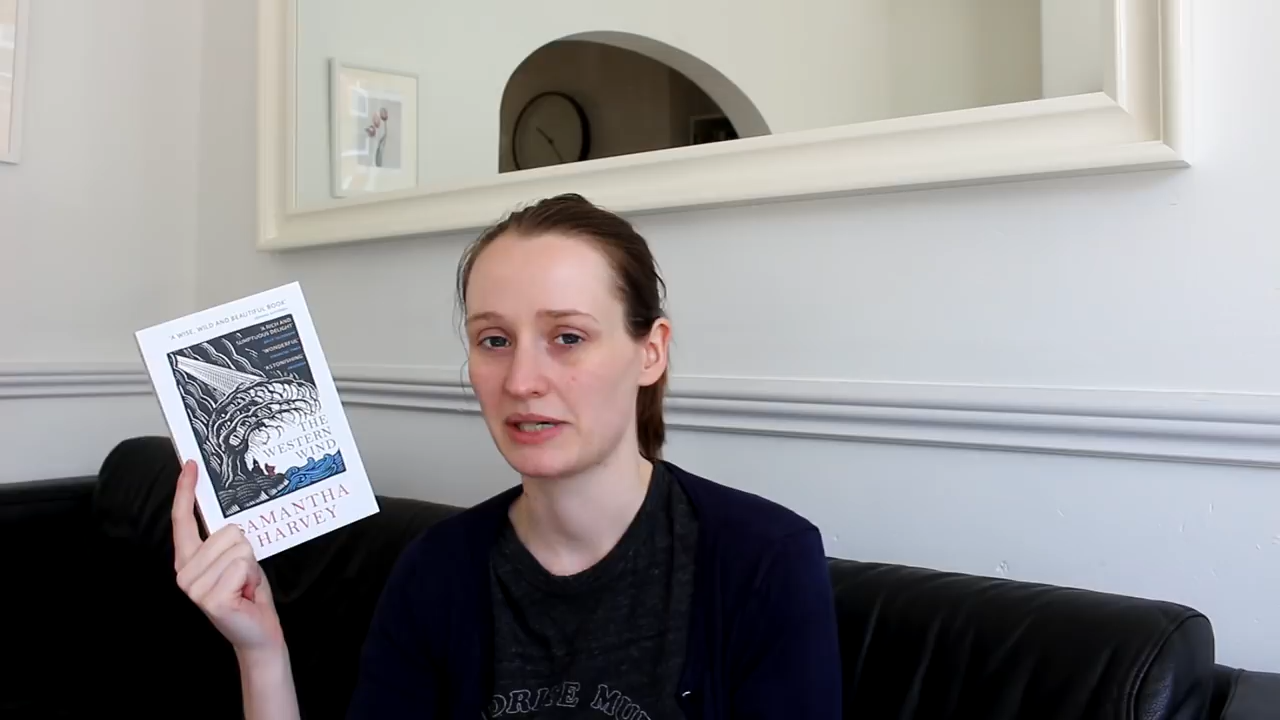 'A WISE, WILD AND BEAUTIFUL BOOK'
'A RICH AND
SUMPTUOUS DELIGHT'
'WONDERFUL'
'ASTONISHING'
THE
WESTERN
WIND
SAMANTHA
HARVEY